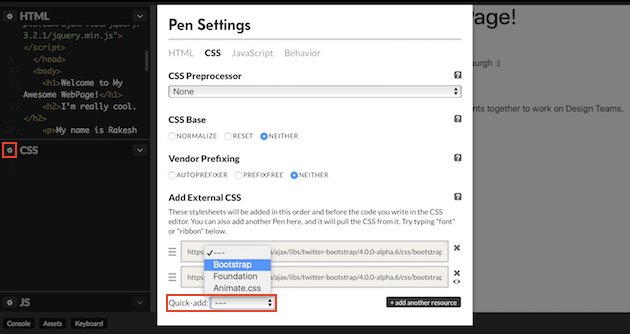 HTML
3.2.1/jquery.min.js">
</script>
</head>
<body>
<h1>Welcome to My
Awesome WebPage!</h1>
<h2>I'm really cool.
</h2>
<p>My name is Rakesh
CSS
JS
Console Assets Keyboard
Pen Settings
HTML CSS JavaScript Behavior
CSS Preprocessor
None
CSS Base
NORMALIZE RESET NEITHER
Vendor Prefixing
AUTOPREFIXER PREFIXFREE NEITHER
Add External CSS
These stylesheets will be added in this order and before the code you write in the CSS
editor. You can also add another Pen here, and it will pull the CSS from it. Try typing "font"
or "ribbon" below.
https /ajax/libs/twitter-bootstrap/4.0.0-alpha.6/css/bootstrap
✓---
Bootstrap
Foundation
Animate.css
https /ajax/libs/twitter-bootstrap/4.0.0-alpha.6/css/bootstrap
Quick-add: ---
+ add another resource
Page!
urgh :)
nts together to work on Design Teams.